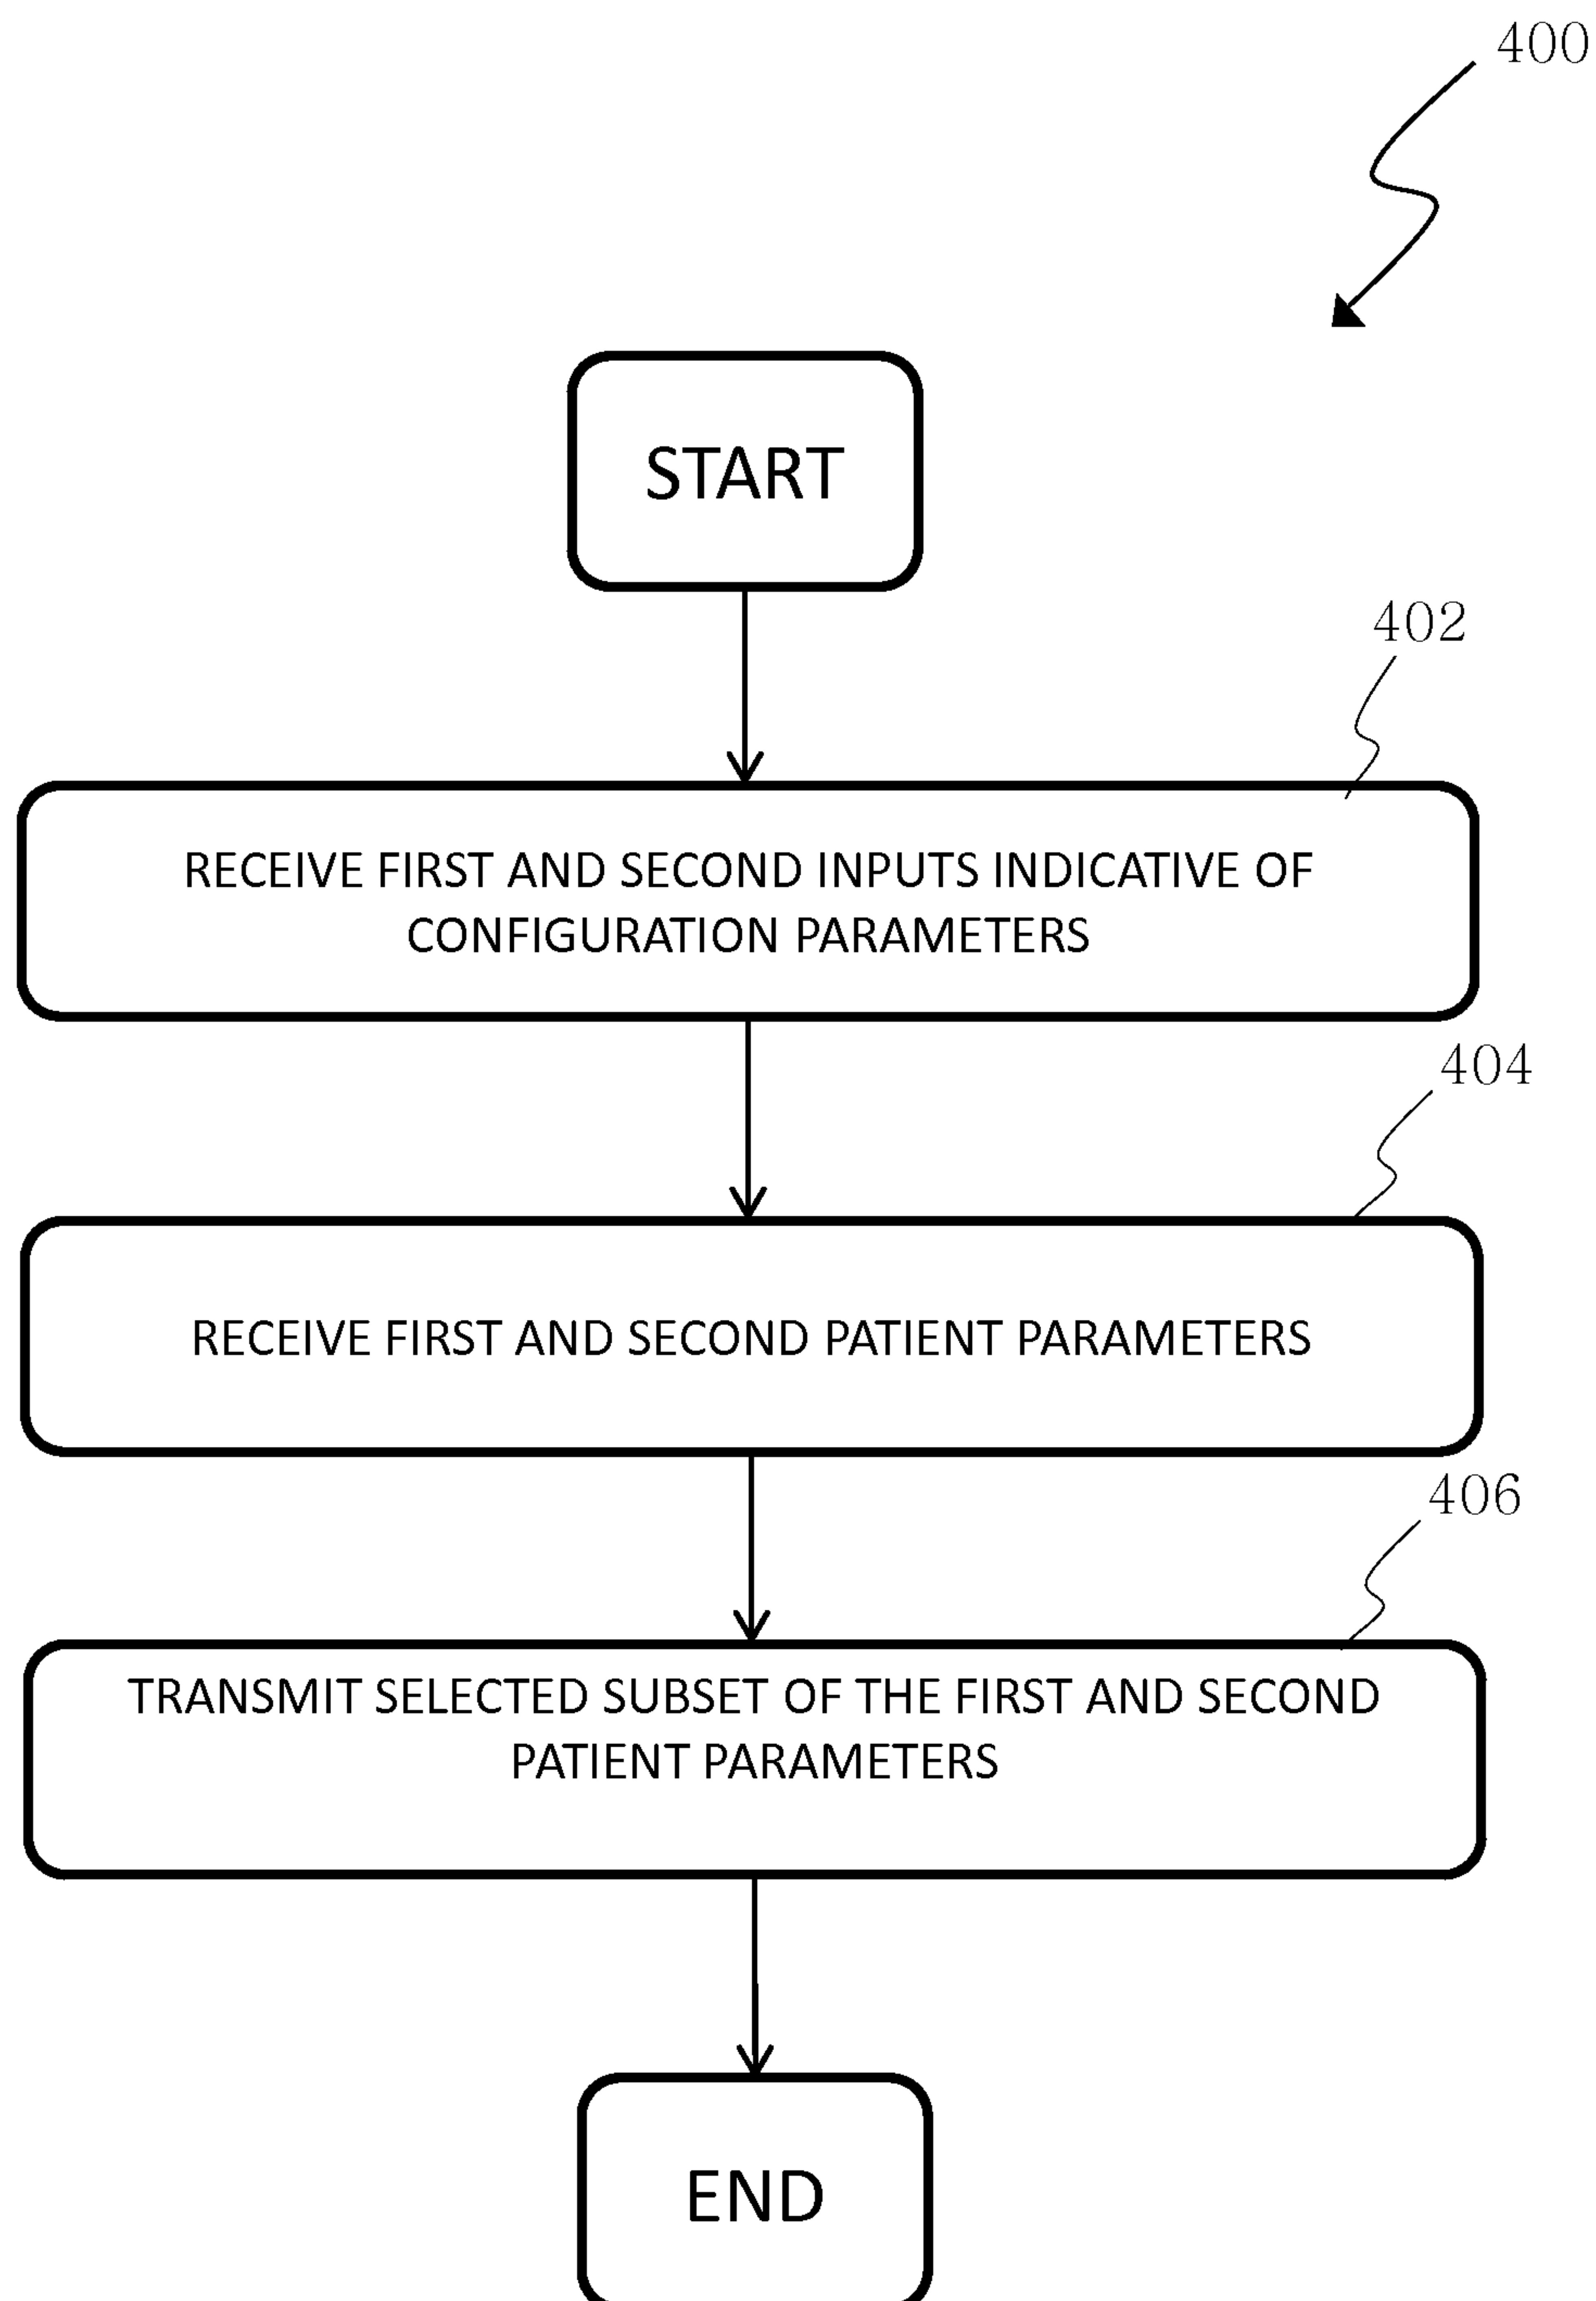 400
START
402
RECEIVE FIRST AND SECOND INPUTS INDICATIVE OF
CONFIGURATION PARAMETERS
404
RECEIVE FIRST AND SECOND PATIENT PARAMETERS
406
TRANSMIT SELECTED SUBSET OF THE FIRST AND SECOND
PATIENT PARAMETERS
END